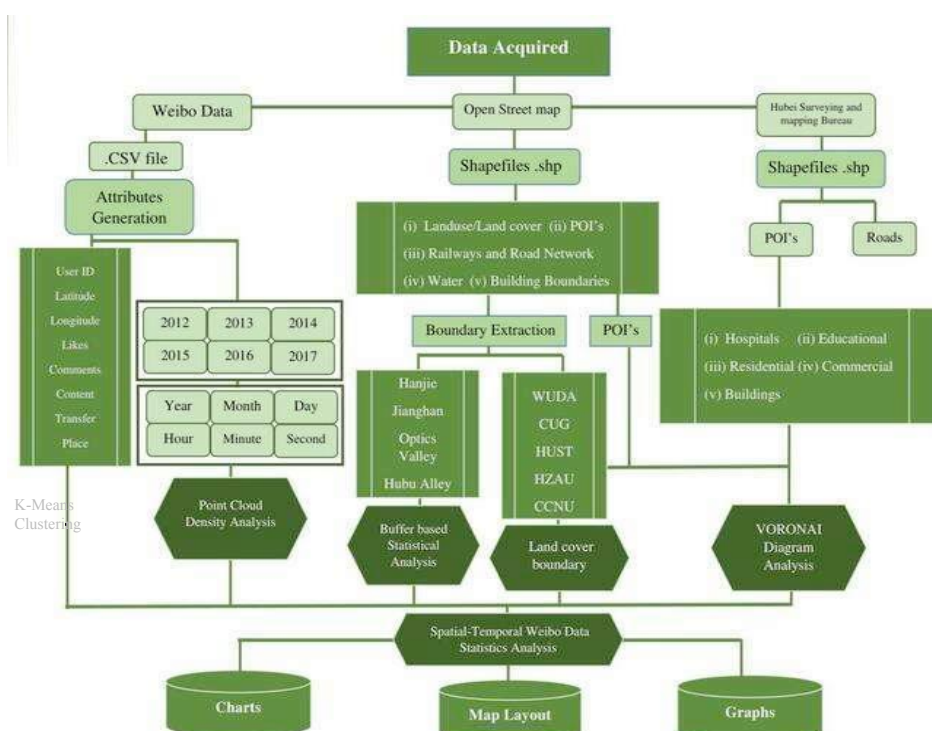 Data Acquired
Weibo Data
Open Street map
Hubei Surveying and
mapping Bureau
.CSV file
Shapefiles .shp
Shapefiles .shp
Attributes
Generation
(i) Landuse/Land cover (ii) POI's
(iii) Railways and Road Network
(iv) Water (v) Building Boundaries
POI's
Roads
User ID
Latitude
Longitude
Likes
Comments
Content
Transfer
Place
2012 2013 2014
2015 2016 2017
Year Month Day
Hour Minute Second
Boundary Extraction
POI's
(i) Hospitals (ii) Educational
(iii) Residential (iv) Commercial
(v) Buildings
Hanjie
Jianghan
Optics
Valley
Hubu Alley
WUDA
CUG
HUST
HZAU
CCNU
K-Means
Clustering
Point Cloud
Density Analysis
Buffer based
Statistical
Analysis
Land cover
boundary
VORONAI
Diagram
Analysis
Spatial-Temporal Weibo Data
Statistics Analysis
Charts
Map Layout
Graphs